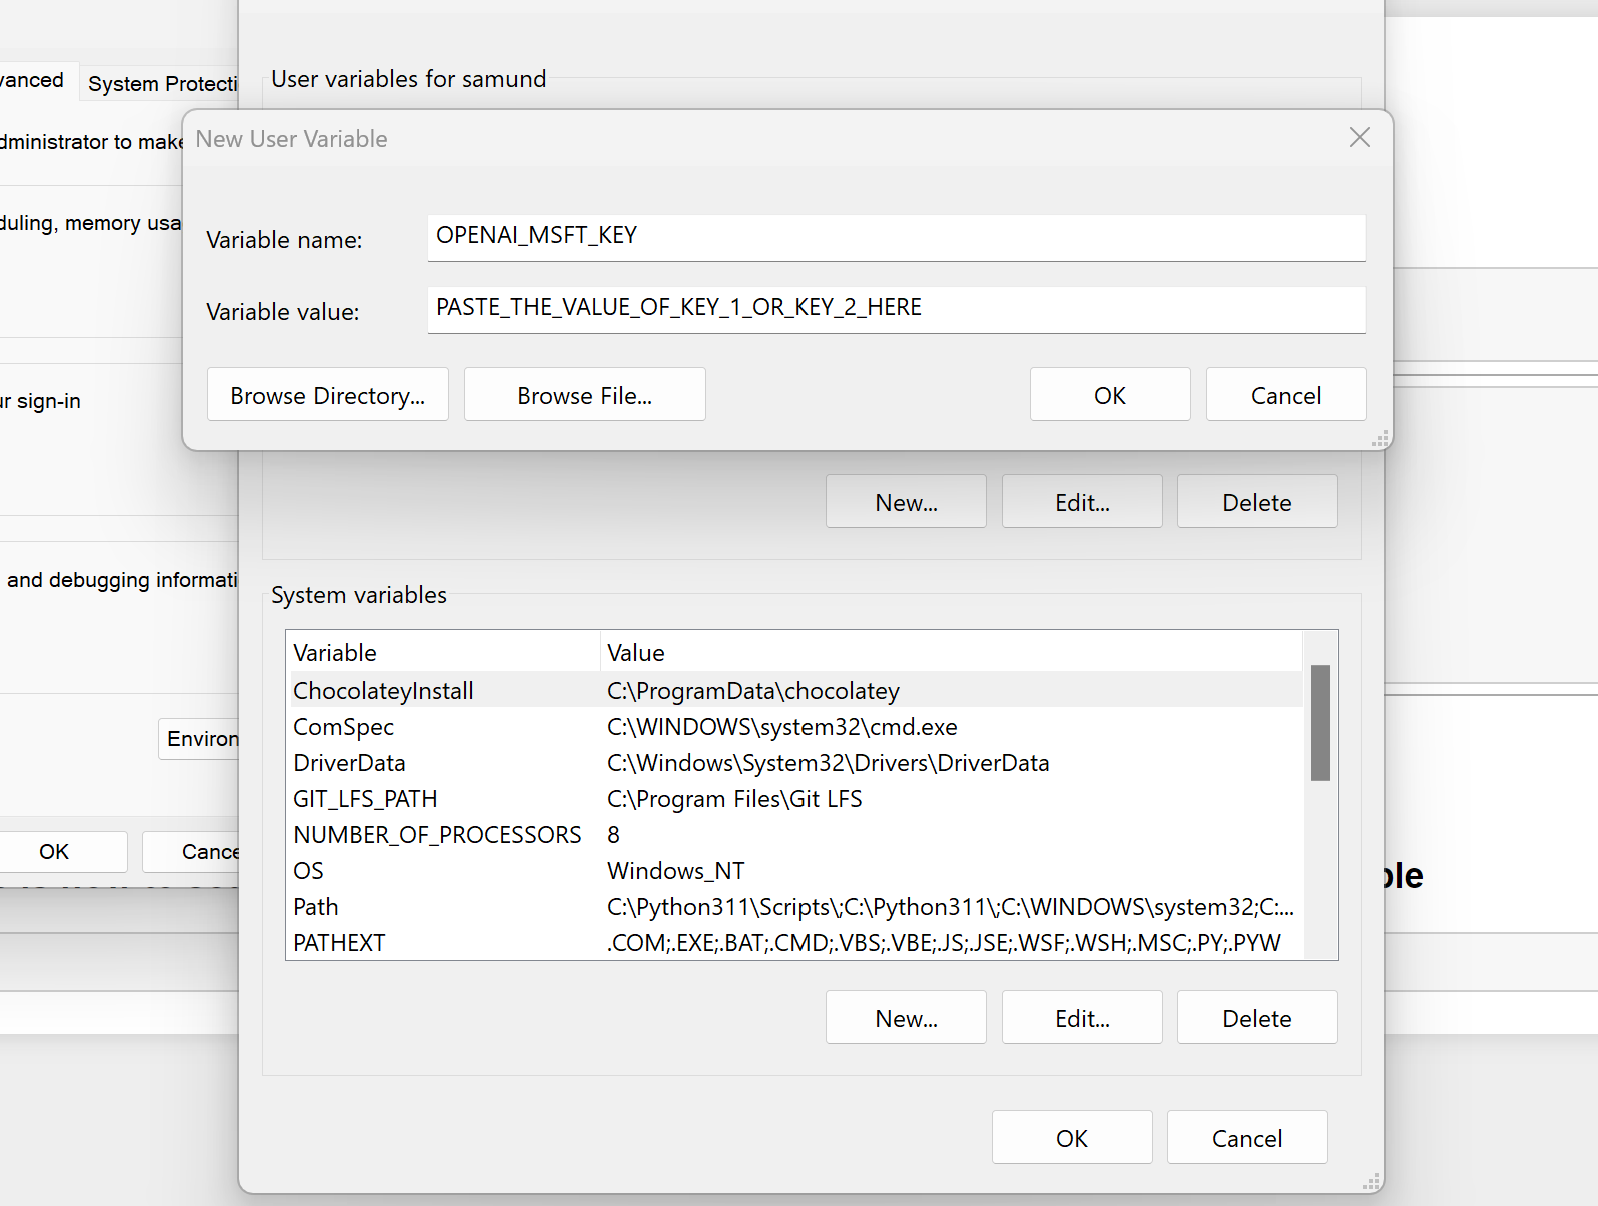 User variables for samund
New User Variable
Variable name:
OPENAI_MSFT_KEY
Variable value:
PASTE_THE_VALUE_OF_KEY_1_OR_KEY_2_HERE
Browse Directory...
Browse File...
OK
Cancel
New...
Edit...
Delete
System variables
Variable Value
ChocolateyInstall C:\ProgramData\chocolatey
ComSpec C:\WINDOWS\system32\cmd.exe
DriverData C:\Windows\System32\Drivers\DriverData
GIT_LFS_PATH C:\Program Files\Git LFS
NUMBER_OF_PROCESSORS 8
OS Windows_NT
Path C:\Python311\Scripts\;C:\Python311\;C:\WINDOWS\system32;C:...
PATHEXT .COM;.EXE;.BAT;.CMD;.VBS;.VBE;.JS;.JSE;.WSF;.WSH;.MSC;.PY;.PYW
New...
Edit...
Delete
OK
Cancel
vanced
System Protecti
dministrator to make
duling, memory usa
ur sign-in
and debugging informati
Environ
OK
Cance
ble